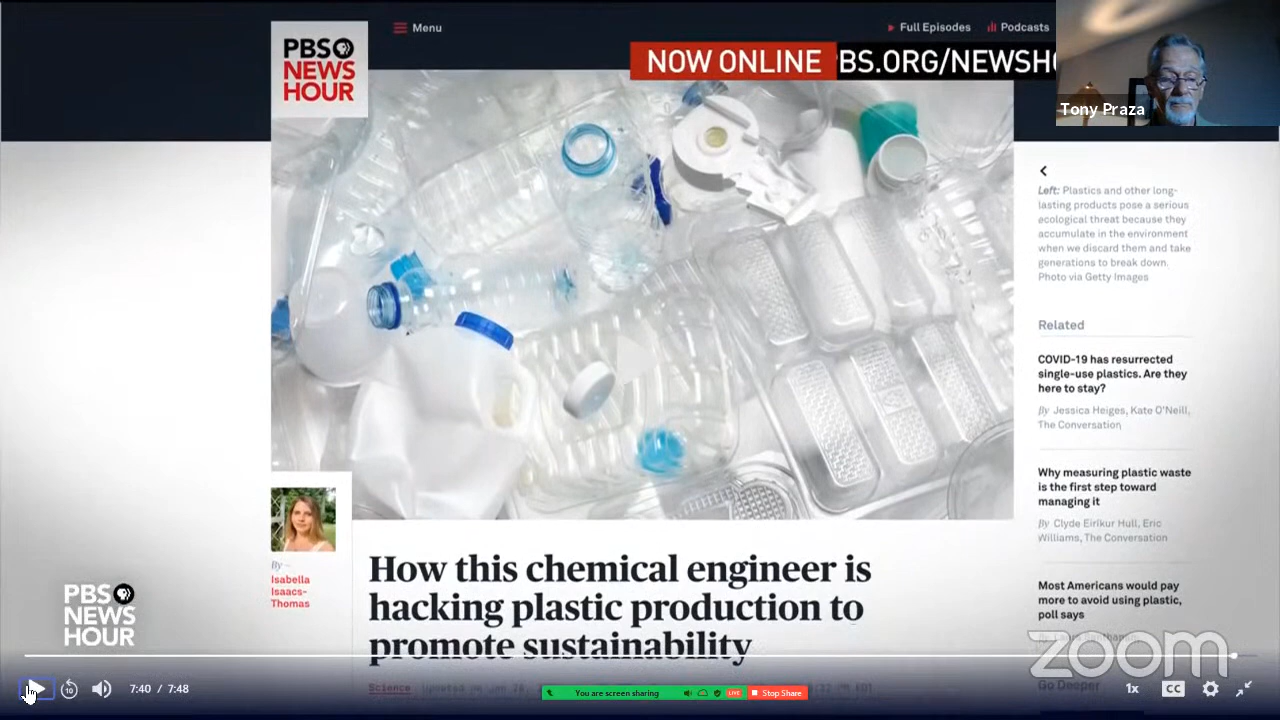 PBS
NEWS
HOUR
Menu
Full Episodes
Podcasts
NOW ONLINE
PBS.ORG/NEWSHO
Tony Praza
Left: Plastics and other long-
lasting products pose a serious
ecological threat because they
accumulate in the environment
when we discard them and take
generations to break down.
Photo via Getty Images
Related
COVID-19 has resurrected
single-use plastics. Are they
here to stay?
By Jessica Heiges, Kate O'Neill,
The Conversation
Why measuring plastic waste
is the first step toward
managing it
By Clyde Eiríkur Hull, Eric
Williams, The Conversation
Most Americans would pay
more to avoid using plastic,
poll says
By
Go Deeper
By
Isabella
Isaacs-
Thomas
How this chemical engineer is
hacking plastic production to
promote sustainability
Science
PBS
NEWS
HOUR
zoom
10
7:40 / 7:48
You are screen sharing
LIVE
Stop Share
1x
CC